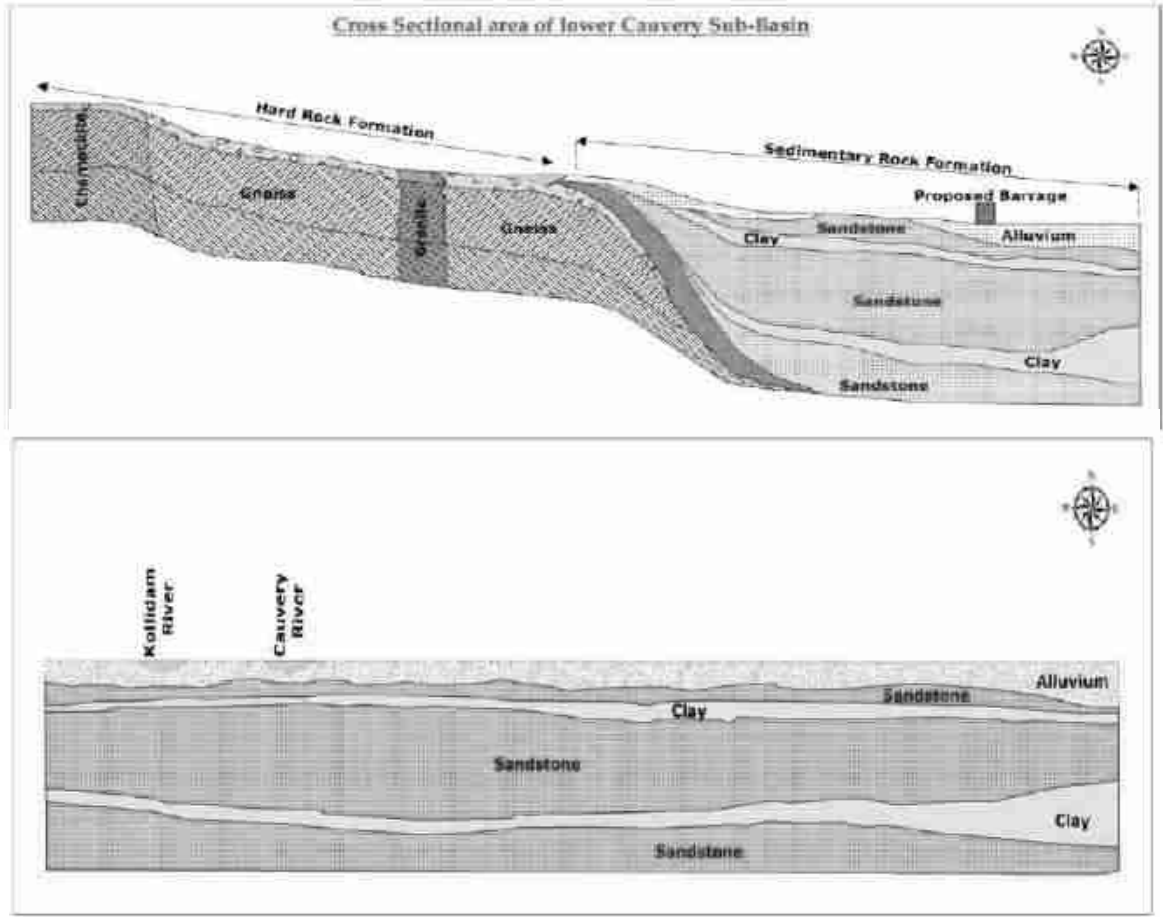 Cross Sectional area of lower Cauvery Sub-Basin
Hard Rock Formation
Sedimentary Rock Formation
Proposed Barrage
Charnockite
Gneiss
Granite
Gneiss
Clay
Sandstone
Alluvium
Sandstone
Clay
Sandstone
Kollidam
River
Cauvery
River
Alluvium
Sandstone
Clay
Sandstone
Clay
Sandstone